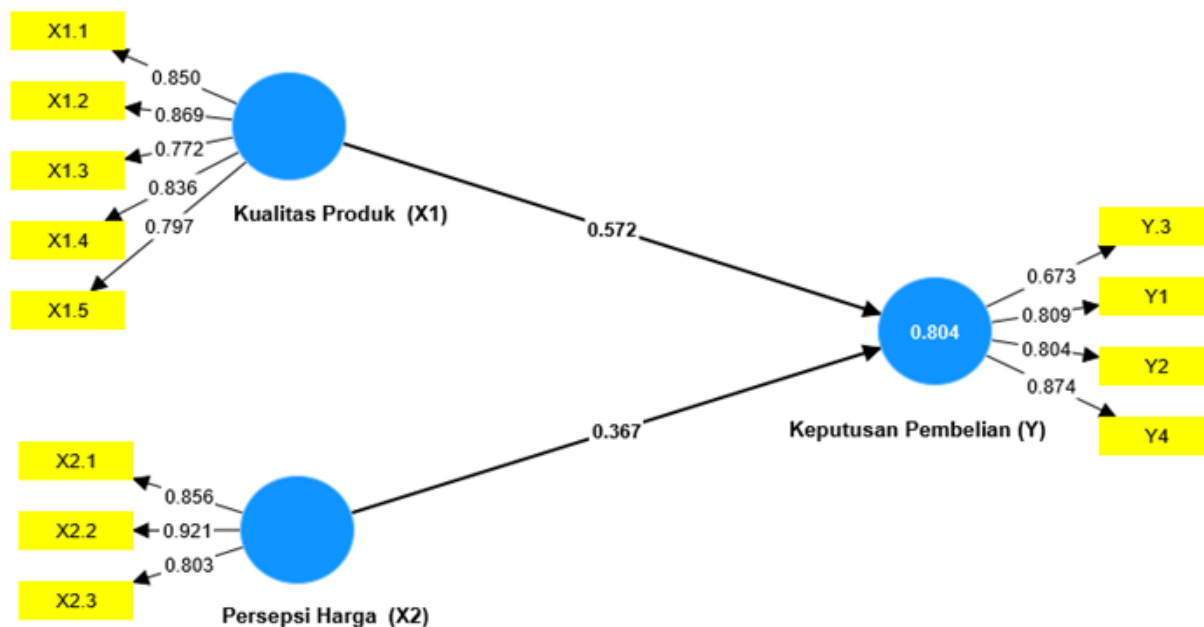 X1.1
0.850
X1.2
0.869
X1.3
0.772
0.836
X1.4
0.797
X1.5
Kualitas Produk (X1)
0.572
Y.3
0.673
Y1
0.809
0.804
0.804
Y2
0.874
Y4
Keputusan Pembelian (Y)
0.367
X2.1
0.856
X2.2
0.921
0.803
X2.3
Persepsi Harga (X2)